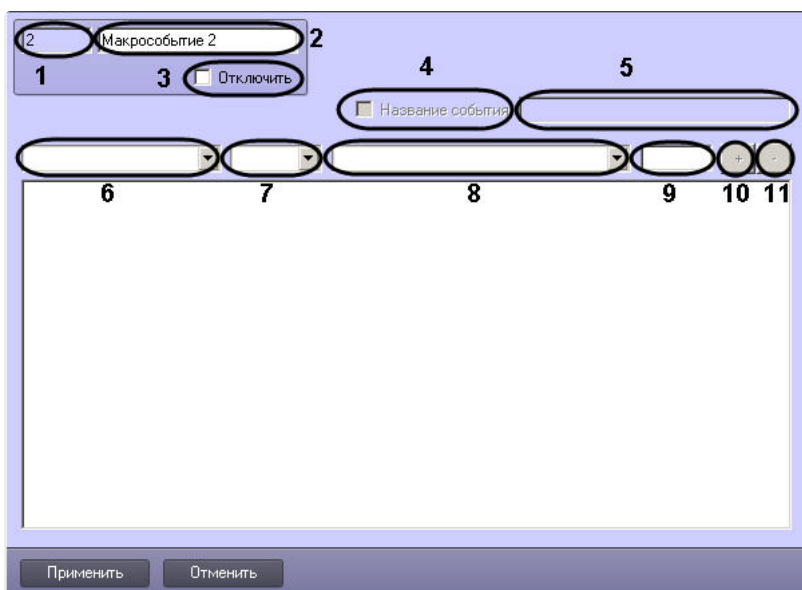 2 Макрособытие 2 2
1 3 Отключить
4 5
Название события
+ -
6 7 8 9 10 11
Применить Отменить